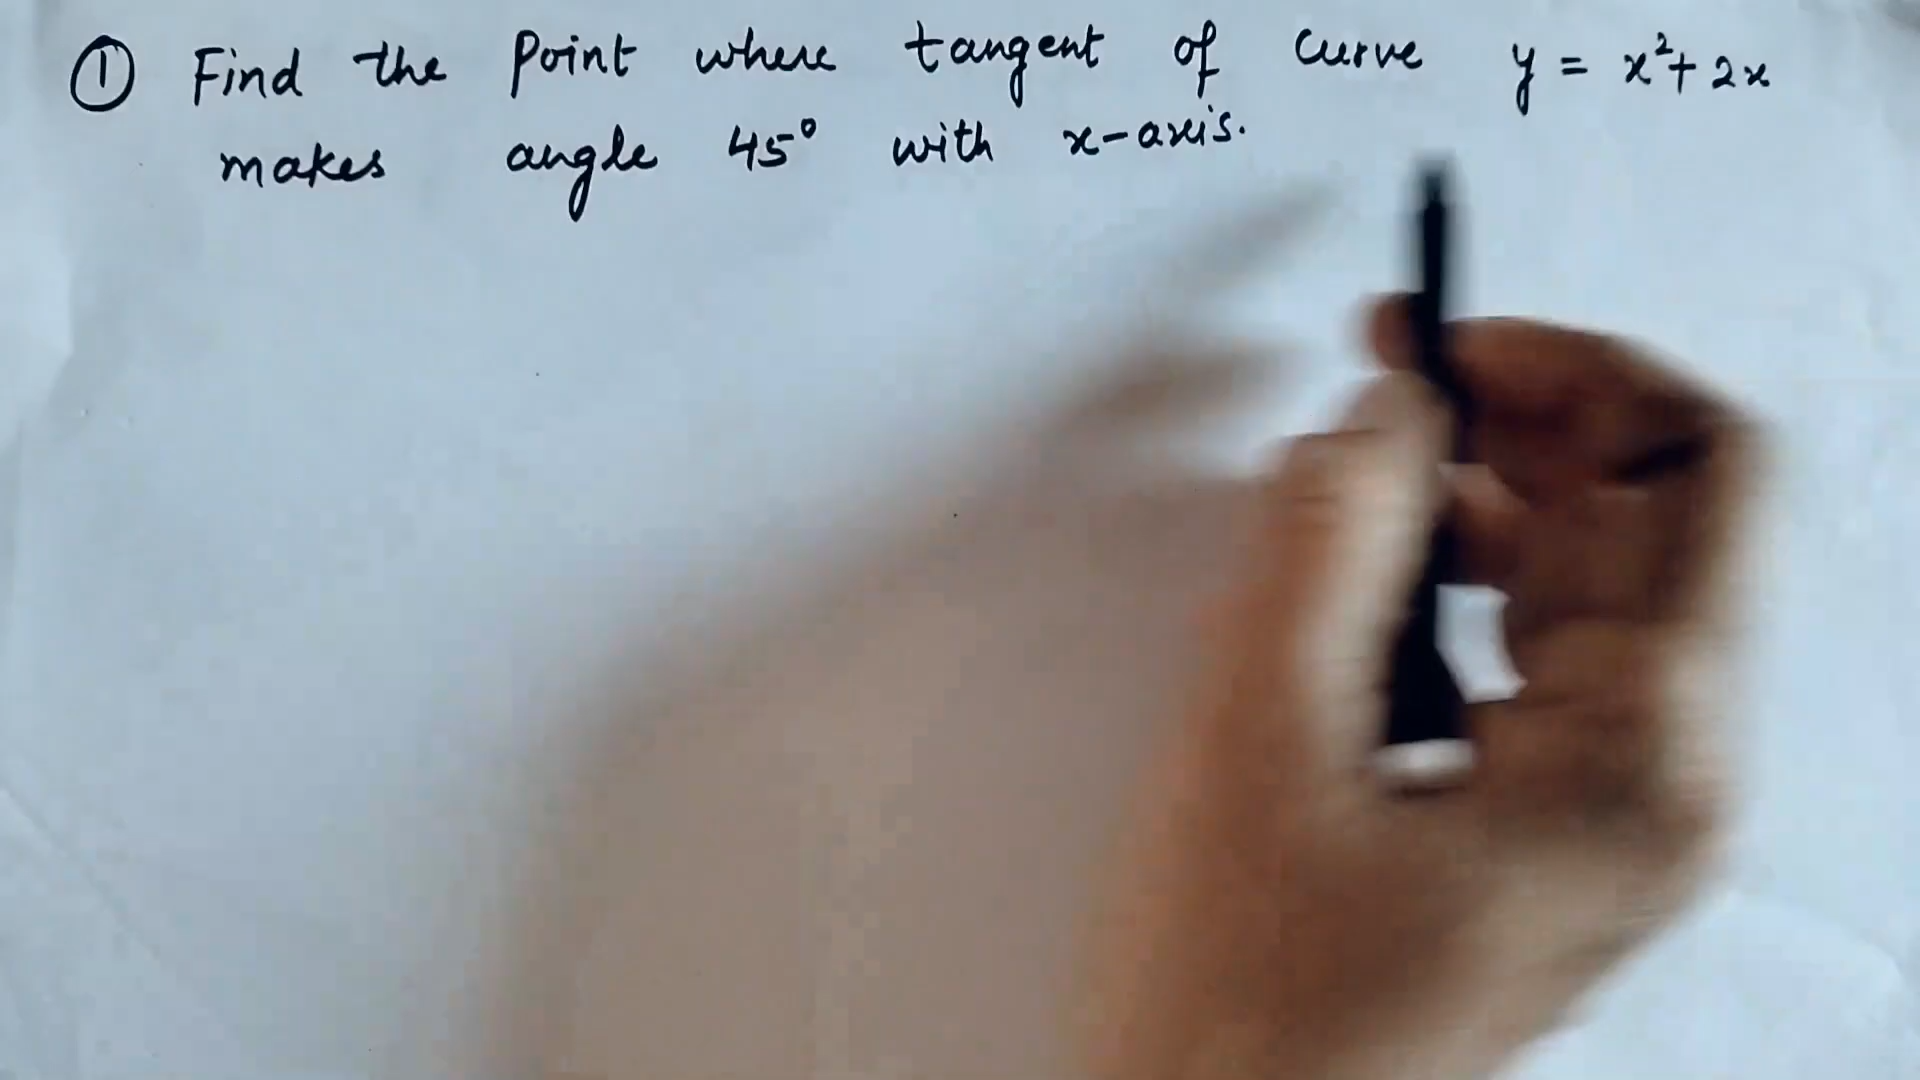 ① Find the Point where tangent of curve y = x²+ 2x
makes angle 45° with x-axis.